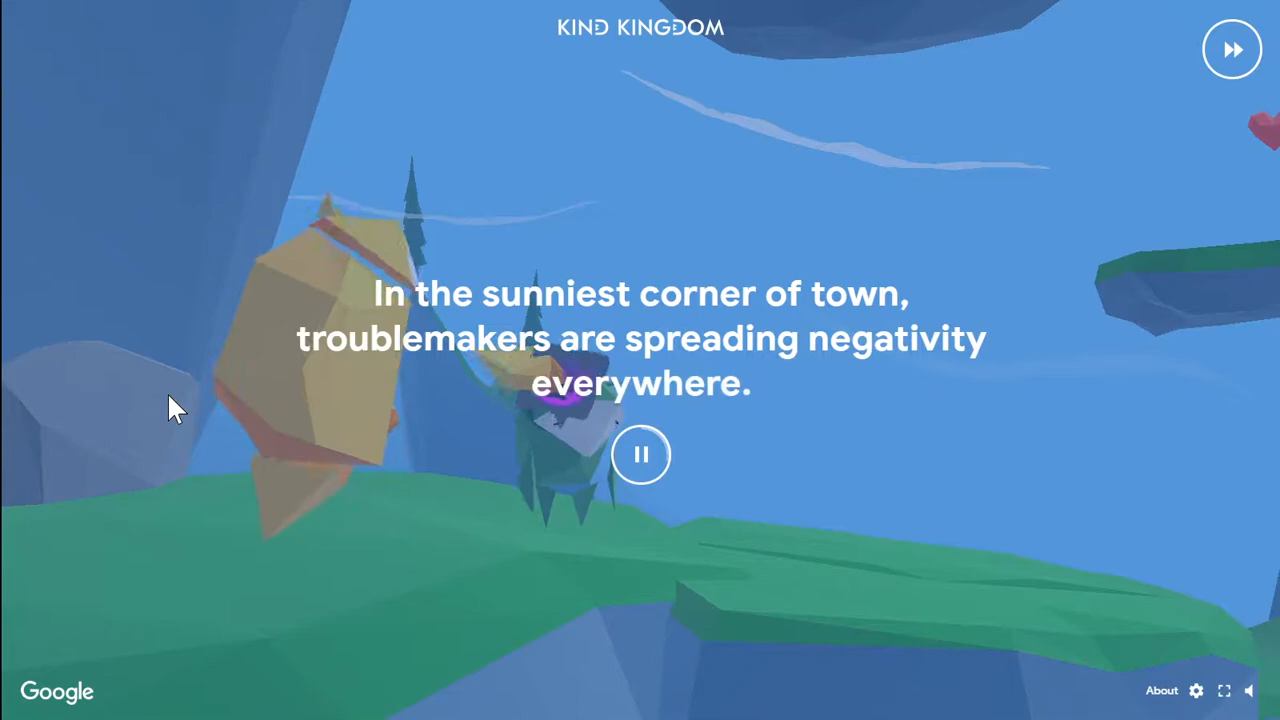 KIND KINGDOM
In the sunniest corner of town,
troublemakers are spreading negativity
everywhere.
Google
About